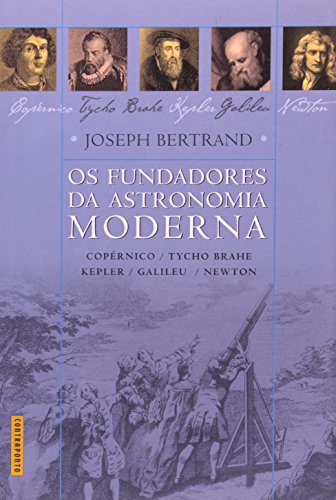 Copérnico Tycho Brahe Kepler Galileu Newton
JOSEPH BERTRAND
OS FUNDADORES
DA ASTRONOMIA
MODERNA
COPÉRNICO / TYCHO BRAHE
KEPLER / GALILEU / NEWTON
CONTRAPONTO